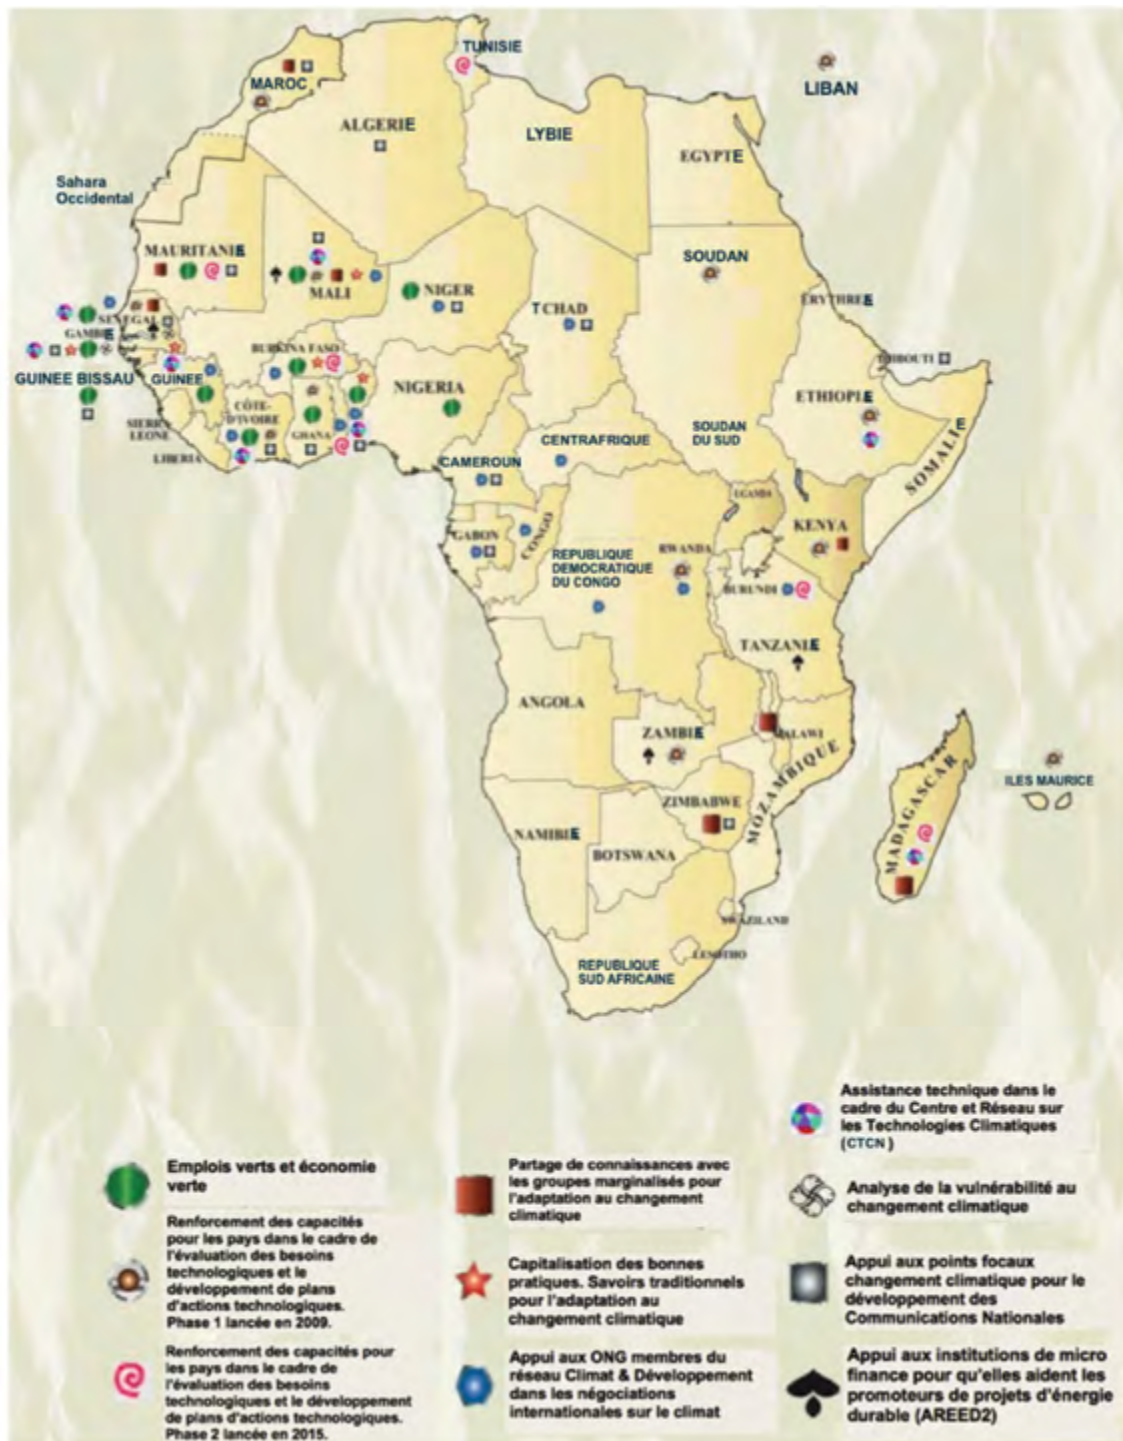 TUNISIE
MAROC
LIBAN
ALGERIE
LYBIE
EGYPTE
Sahara
Occidental
MAURITANIE
SOUDAN
MALI
NIGER
TCHAD
ERYTHREE
SENEGAL
GAMBIE
DJIBOUTI
BURKINA FASO
GUINEE BISSAU
GUINEE
NIGERIA
ETHIOPIE
CÔTE-
D'IVOIRE
SIERRA
LEONE
GHANA
SOUDAN
DU SUD
CENTRAFRIQUE
SOMALIE
LIBERIA
CAMEROUN
UGANDA
KENYA
GABON
CONGO
REPUBLIQUE
DEMOCRATIQUE
DU CONGO
RWANDA
BURUNDI
TANZANIE
ANGOLA
ZAMBIE
MALAWI
MOZAMBIQUE
MADAGASCAR
ILES MAURICE
ZIMBABWE
NAMIBIE
BOTSWANA
SWAZILAND
LESOTHO
REPUBLIQUE
SUD AFRICAINE
Emplois verts et économie
verte
Renforcement des capacités
pour les pays dans le cadre de
l'évaluation des besoins
technologiques et le
développement de plans
d'actions technologiques.
Phase 1 lancée en 2009.
Renforcement des capacités pour
les pays dans le cadre de
l'évaluation des besoins
technologiques et le développement
de plans d'actions technologiques.
Phase 2 lancée en 2015.
Partage de connaissances avec
les groupes marginalisés pour
l'adaptation au changement
climatique
Capitalisation des bonnes
pratiques. Savoirs traditionnels
pour l'adaptation au
changement climatique
Appui aux ONG membres du
réseau Climat & Développement
dans les négociations
internationales sur le climat
Assistance technique dans le
cadre du Centre et Réseau sur
les Technologies Climatiques
(CTCN )
Analyse de la vulnérabilité au
changement climatique
Appui aux points focaux
changement climatique pour le
développement des
Communications Nationales
Appui aux institutions de micro
finance pour qu'elles aident les
promoteurs de projets d'énergie
durable (AREED2)